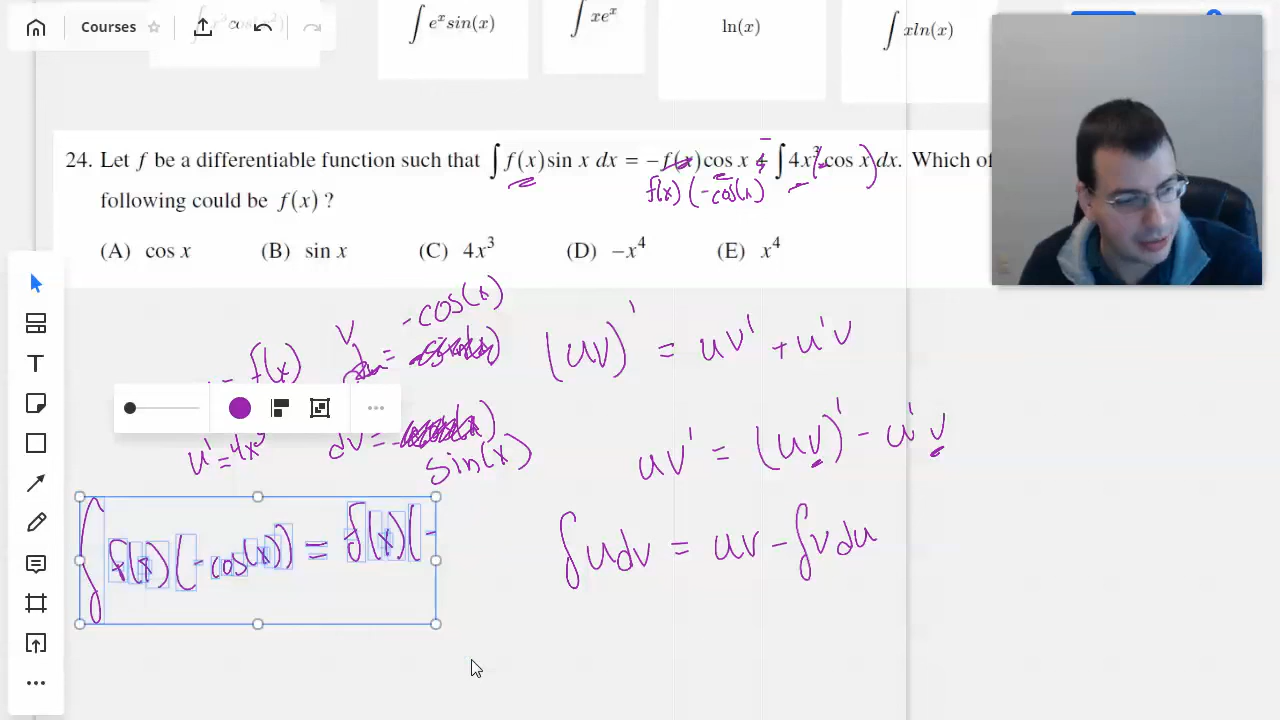 Courses
∫ e^x sin(x)
∫ xe^x
ln(x)
∫ xln(x)
24. Let f be a differentiable function such that ∫ f(x) sin x dx = −f(x) cos x − ∫ 4x³(−cos x) dx. Which of
f(x) (-cos(x)
following could be f(x) ?
(A) cos x (B) sin x (C) 4x³ (D) −x⁴ (E) x⁴
-cos(x)
= f(x) v = (uv)' = uv' + u'v
u' = 4x³ dv = sin(x)
uv' = (uv)' - u'v
∫ f(x)(-cos(x)) = f(x)(-
∫ u dv = uv - ∫ v du